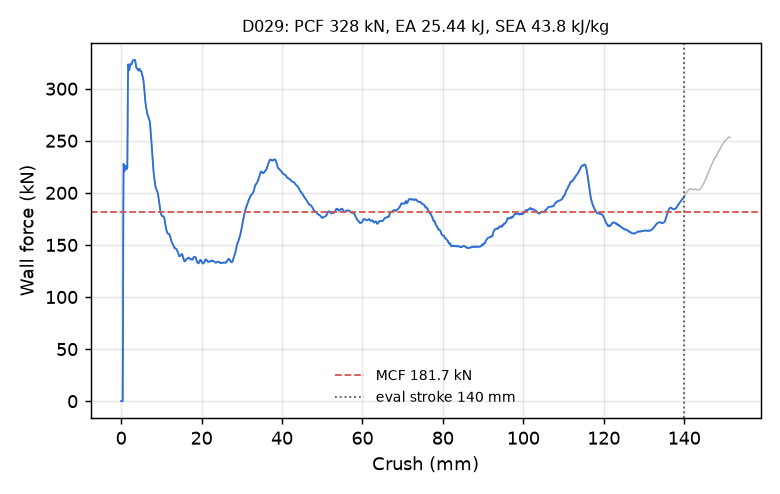 D029: PCF 328 kN, EA 25.44 kJ, SEA 43.8 kJ/kg
Wall force (kN)
300
250
200
150
100
50
0
MCF 181.7 kN
eval stroke 140 mm
0 20 40 60 80 100 120 140
Crush (mm)